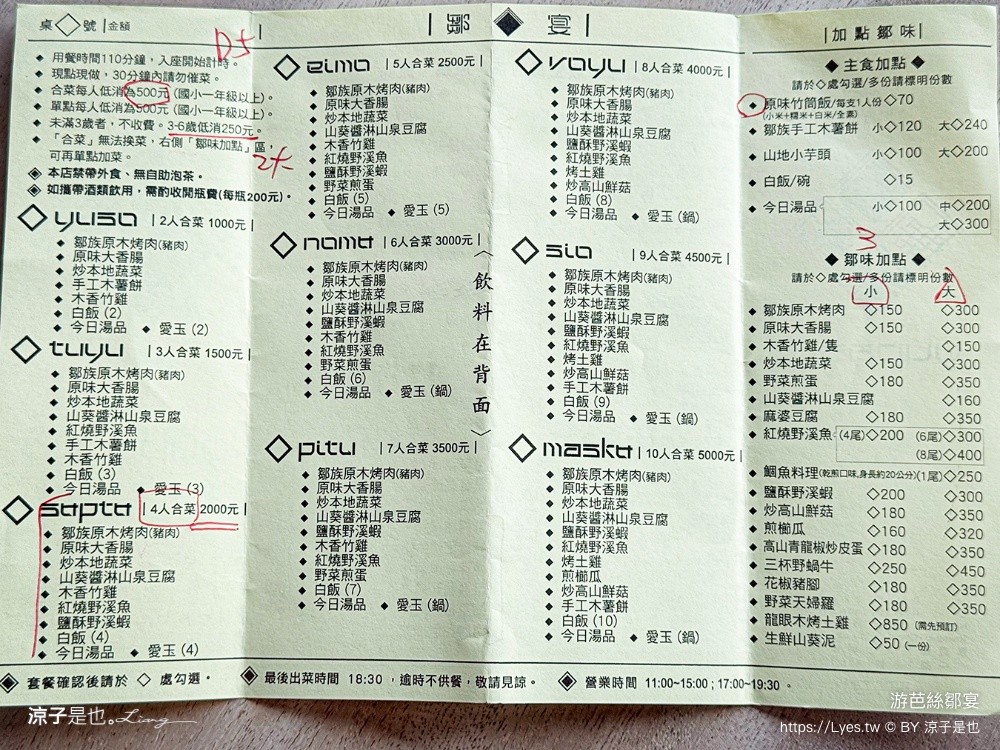 桌◇號 |金額
◆ 用餐時間110分鐘，入座開始計時。
◆ 現點現做，30分鐘內請勿催菜。
◆ 合菜每人低消為500元（國小一年級以上）。
◆ 單點每人低消為500元（國小一年級以上）。
◆ 未滿3歲者，不收費。3-6歲低消250元。
◆ 「合菜」無法換菜，右側「鄒味加點」區，
可再單點加菜。
◈ 本店禁帶外食、無自助泡茶。
◈ 如攜帶酒類飲用，需酌收開瓶費(每瓶200元)。
D5
2大
◇ yuso |2人合菜 1000元|
◆ 鄒族原木烤肉(豬肉)
◆ 原味大香腸
◆ 炒本地蔬菜
◆ 手工木薯餅
◆ 木香竹雞
◆ 白飯 (2)
◆ 今日湯品 ◆ 愛玉 (2)
◇ tuyu |3人合菜 1500元|
◆ 鄒族原木烤肉(豬肉)
◆ 原味大香腸
◆ 炒本地蔬菜
◆ 山葵醬淋山泉豆腐
◆ 紅燒野溪魚
◆ 手工木薯餅
◆ 木香竹雞
◆ 白飯 (3)
◆ 今日湯品 ◆ 愛玉 (3)
◇ sʉptʉ |4人合菜 2000元|
◆ 鄒族原木烤肉(豬肉)
◆ 原味大香腸
◆ 炒本地蔬菜
◆ 山葵醬淋山泉豆腐
◆ 木香竹雞
◆ 紅燒野溪魚
◆ 鹽酥野溪蝦
◆ 白飯 (4)
◆ 今日湯品 ◆ 愛玉 (4)
◈ 套餐確認後請於 ◇ 處勾選。
|鄒◈宴|
◇ eimo |5人合菜 2500元|
◆ 鄒族原木烤肉(豬肉)
◆ 原味大香腸
◆ 炒本地蔬菜
◆ 山葵醬淋山泉豆腐
◆ 木香竹雞
◆ 紅燒野溪魚
◆ 鹽酥野溪蝦
◆ 野菜煎蛋
◆ 白飯 (5)
◆ 今日湯品 ◆ 愛玉 (5)
◇ nomʉ |6人合菜 3000元|
◆ 鄒族原木烤肉(豬肉)
◆ 原味大香腸
◆ 炒本地蔬菜
◆ 山葵醬淋山泉豆腐
◆ 鹽酥野溪蝦
◆ 木香竹雞
◆ 紅燒野溪魚
◆ 野菜煎蛋
◆ 白飯 (6)
◆ 今日湯品 ◆ 愛玉 (鍋)
◇ pitu |7人合菜 3500元|
◆ 鄒族原木烤肉(豬肉)
◆ 原味大香腸
◆ 炒本地蔬菜
◆ 山葵醬淋山泉豆腐
◆ 鹽酥野溪蝦
◆ 木香竹雞
◆ 紅燒野溪魚
◆ 野菜煎蛋
◆ 白飯 (7)
◆ 今日湯品 ◆ 愛玉 (鍋)
◈ 最後出菜時間 18:30 ，逾時不供餐，敬請見諒。
〈飲料在背面〉
◇ voyu |8人合菜 4000元|
◆ 鄒族原木烤肉(豬肉)
◆ 原味大香腸
◆ 炒本地蔬菜
◆ 山葵醬淋山泉豆腐
◆ 鹽酥野溪蝦
◆ 紅燒野溪魚
◆ 烤土雞
◆ 炒高山鮮菇
◆ 白飯 (8)
◆ 今日湯品 ◆ 愛玉 (鍋)
◇ sio |9人合菜 4500元|
◆ 鄒族原木烤肉(豬肉)
◆ 原味大香腸
◆ 炒本地蔬菜
◆ 山葵醬淋山泉豆腐
◆ 鹽酥野溪蝦
◆ 紅燒野溪魚
◆ 烤土雞
◆ 炒高山鮮菇
◆ 手工木薯餅
◆ 白飯 (9)
◆ 今日湯品 ◆ 愛玉 (鍋)
◇ maskʉ |10人合菜 5000元|
◆ 鄒族原木烤肉(豬肉)
◆ 原味大香腸
◆ 炒本地蔬菜
◆ 山葵醬淋山泉豆腐
◆ 鹽酥野溪蝦
◆ 紅燒野溪魚
◆ 烤土雞
◆ 煎櫛瓜
◆ 炒高山鮮菇
◆ 手工木薯餅
◆ 白飯 (10)
◆ 今日湯品 ◆ 愛玉 (鍋)
◈ 營業時間 11:00~15:00 ; 17:00~19:30 。
|加點鄒味|
◆ 主食加點 ◆
請於◇處勾選/多份請標明份數
◆ 原味竹筒飯/每支1人份 ◇70
(小米+糯米+白米/全素)
◆ 鄒族手工木薯餅 小◇120 大◇240
◆ 山地小芋頭 小◇100 大◇200
◆ 白飯/碗 ◇15
◆ 今日湯品 小◇100 中◇200
大◇300
3
◆ 鄒味加點 ◆
請於◇處勾選/多份請標明份數
小 大
◆ 鄒族原木烤肉 ◇150 ◇300
◆ 原味大香腸 ◇150 ◇300
◆ 木香竹雞/隻 ◇150
◆ 炒本地蔬菜 ◇150 ◇300
◆ 野菜煎蛋 ◇180 ◇350
◆ 山葵醬淋山泉豆腐 ◇160
◆ 麻婆豆腐 ◇180 ◇350
◆ 紅燒野溪魚 (4尾)◇200 (6尾)◇300
(8尾)◇400
◆ 鯛魚料理(乾煎口味,身長約20公分)(1尾)◇250
◆ 鹽酥野溪蝦 ◇200 ◇300
◆ 炒高山鮮菇 ◇180 ◇350
◆ 煎櫛瓜 ◇160 ◇320
◆ 高山青龍椒炒皮蛋 ◇180 ◇350
◆ 三杯野蝸牛 ◇250 ◇450
◆ 花椒豬腳 ◇180 ◇350
◆ 野菜天婦羅 ◇180 ◇350
◆ 龍眼木烤土雞 ◇850 (需先預訂)
◆ 生鮮山葵泥 ◇50 (一份)
涼子是也。Ling
游芭絲鄒宴
https://Lyes.tw © BY 涼子是也